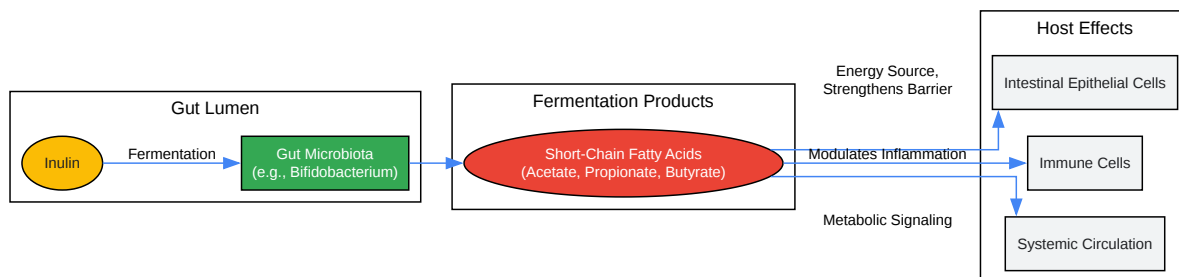 Gut Lumen
Inulin
Fermentation
Gut Microbiota
(e.g., Bifidobacterium)
Fermentation Products
Short-Chain Fatty Acids
(Acetate, Propionate, Butyrate)
Energy Source,
Strengthens Barrier
Modulates Inflammation
Metabolic Signaling
Host Effects
Intestinal Epithelial Cells
Immune Cells
Systemic Circulation